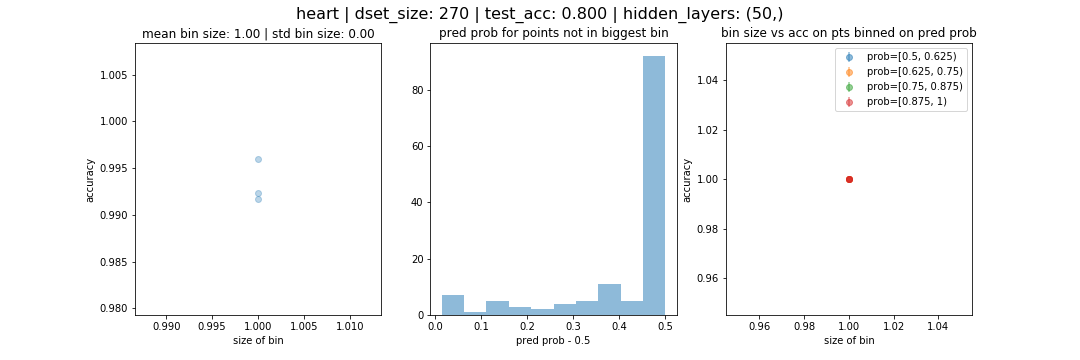 heart | dset_size: 270 | test_acc: 0.800 | hidden_layers: (50,)
mean bin size: 1.00 | std bin size: 0.00
accuracy
1.005
1.000
0.995
0.990
0.985
0.980
0.990 0.995 1.000 1.005 1.010
size of bin
pred prob for points not in biggest bin
80
60
40
20
0
0.0 0.1 0.2 0.3 0.4 0.5
pred prob - 0.5
bin size vs acc on pts binned on pred prob
accuracy
1.04
1.02
1.00
0.98
0.96
0.96 0.98 1.00 1.02 1.04
size of bin
prob=[0.5, 0.625)
prob=[0.625, 0.75)
prob=[0.75, 0.875)
prob=[0.875, 1)